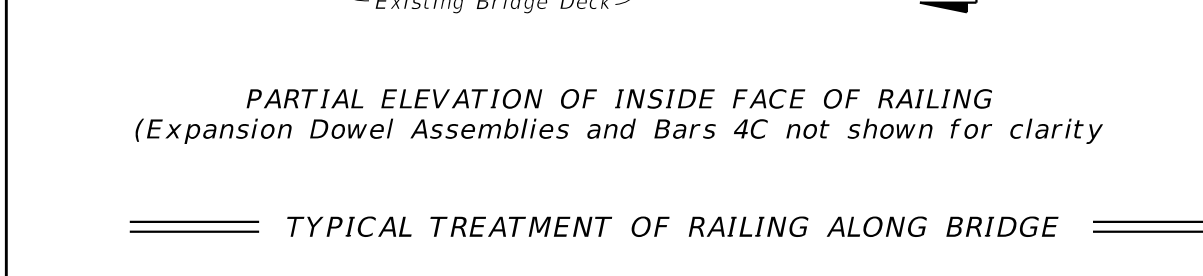 Existing Bridge Deck
PARTIAL ELEVATION OF INSIDE FACE OF RAILING
(Expansion Dowel Assemblies and Bars 4C not shown for clarity
TYPICAL TREATMENT OF RAILING ALONG BRIDGE